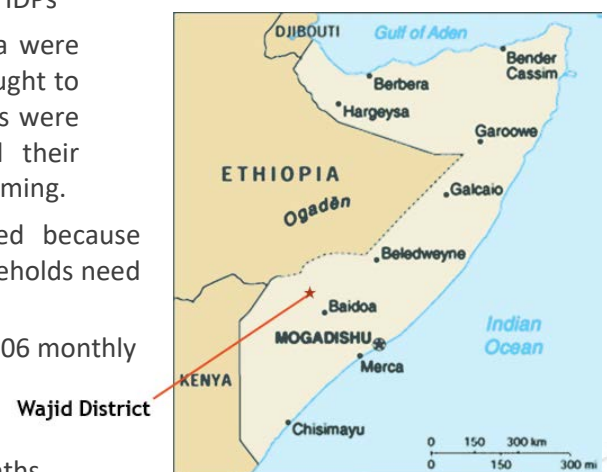 IDPs
a were
ught to
s were
l their
ming.
ed because
eholds need
06 monthly
Wajid District
ths
DJIBOUTI
Gulf of Aden
Bender
Cassim
Berbera
Hargeysa
Garoowe
ETHIOPIA
Ogadēn
Galcaio
Beledweyne
Baidoa
MOGADISHU
Indian
Ocean
Merca
KENYA
Chisimayu
0 150 300 km
0 150 300 mi